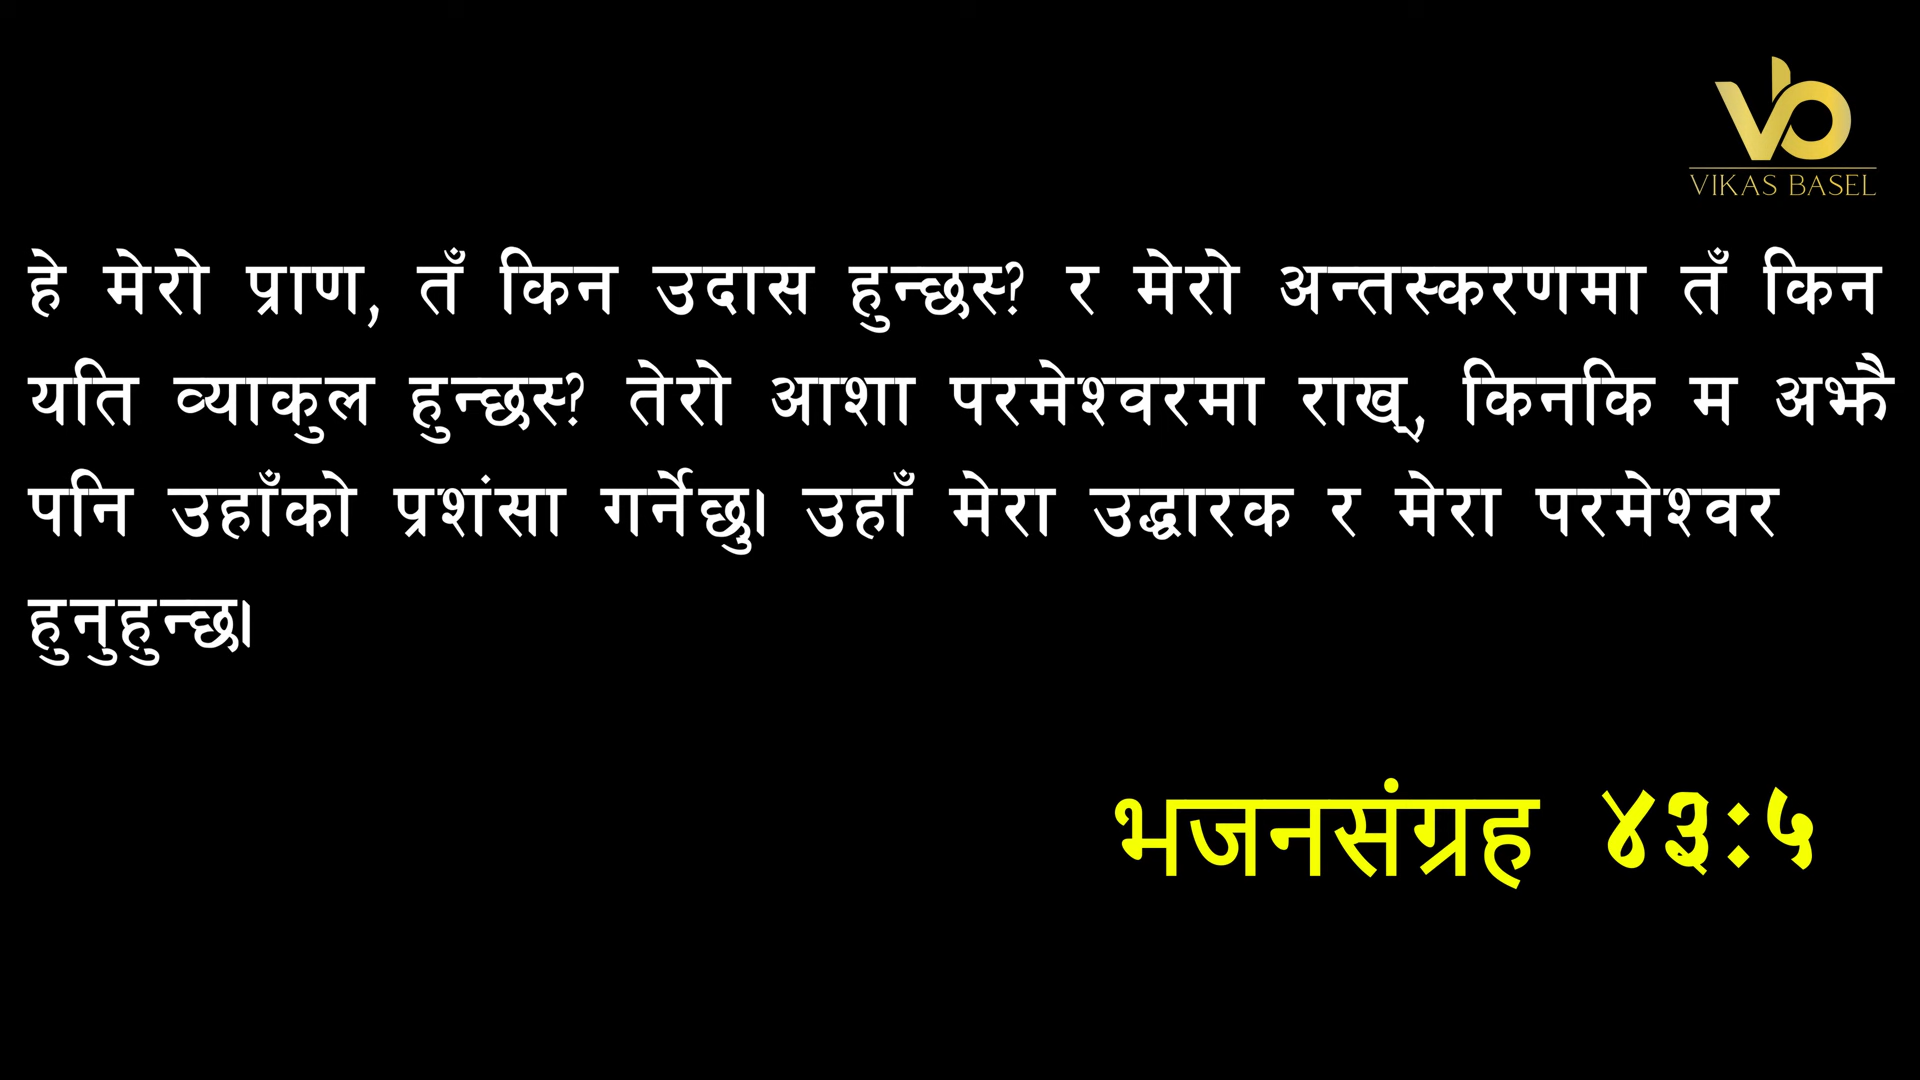 vb
VIKAS BASEL
हे मेरो प्राण, तँ किन उदास हुन्छस्? र मेरो अन्तस्करणमा तँ किन
यति व्याकुल हुन्छस्? तेरो आशा परमेश्वरमा राख्, किनकि म अझै
पनि उहाँको प्रशंसा गर्नेछु। उहाँ मेरा उद्धारक र मेरा परमेश्वर
हुनुहुन्छ।
भजनसंग्रह ४३:५